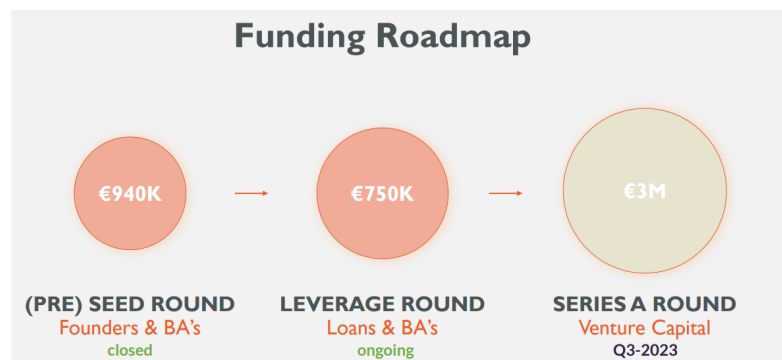 Funding Roadmap
€940K
€750K
€3M
(PRE) SEED ROUND
Founders & BA's
closed
LEVERAGE ROUND
Loans & BA's
ongoing
SERIES A ROUND
Venture Capital
Q3-2023